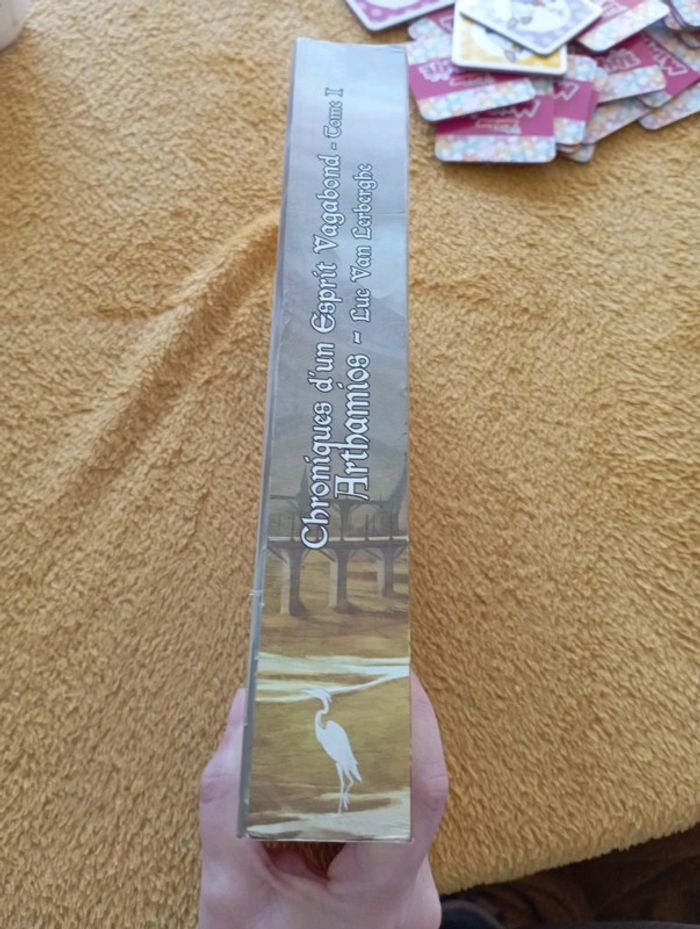 Chroniques d'un Esprit Vagabond - Tome I
Arthamios - Luc Van Lerberghe